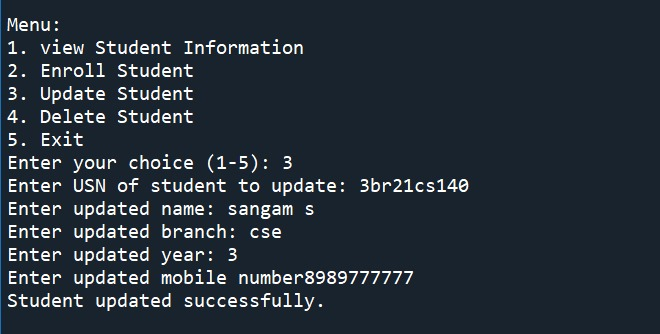 Menu:
1. view Student Information
2. Enroll Student
3. Update Student
4. Delete Student
5. Exit
Enter your choice (1-5): 3
Enter USN of student to update: 3br21cs140
Enter updated name: sangam s
Enter updated branch: cse
Enter updated year: 3
Enter updated mobile number8989777777
Student updated successfully.